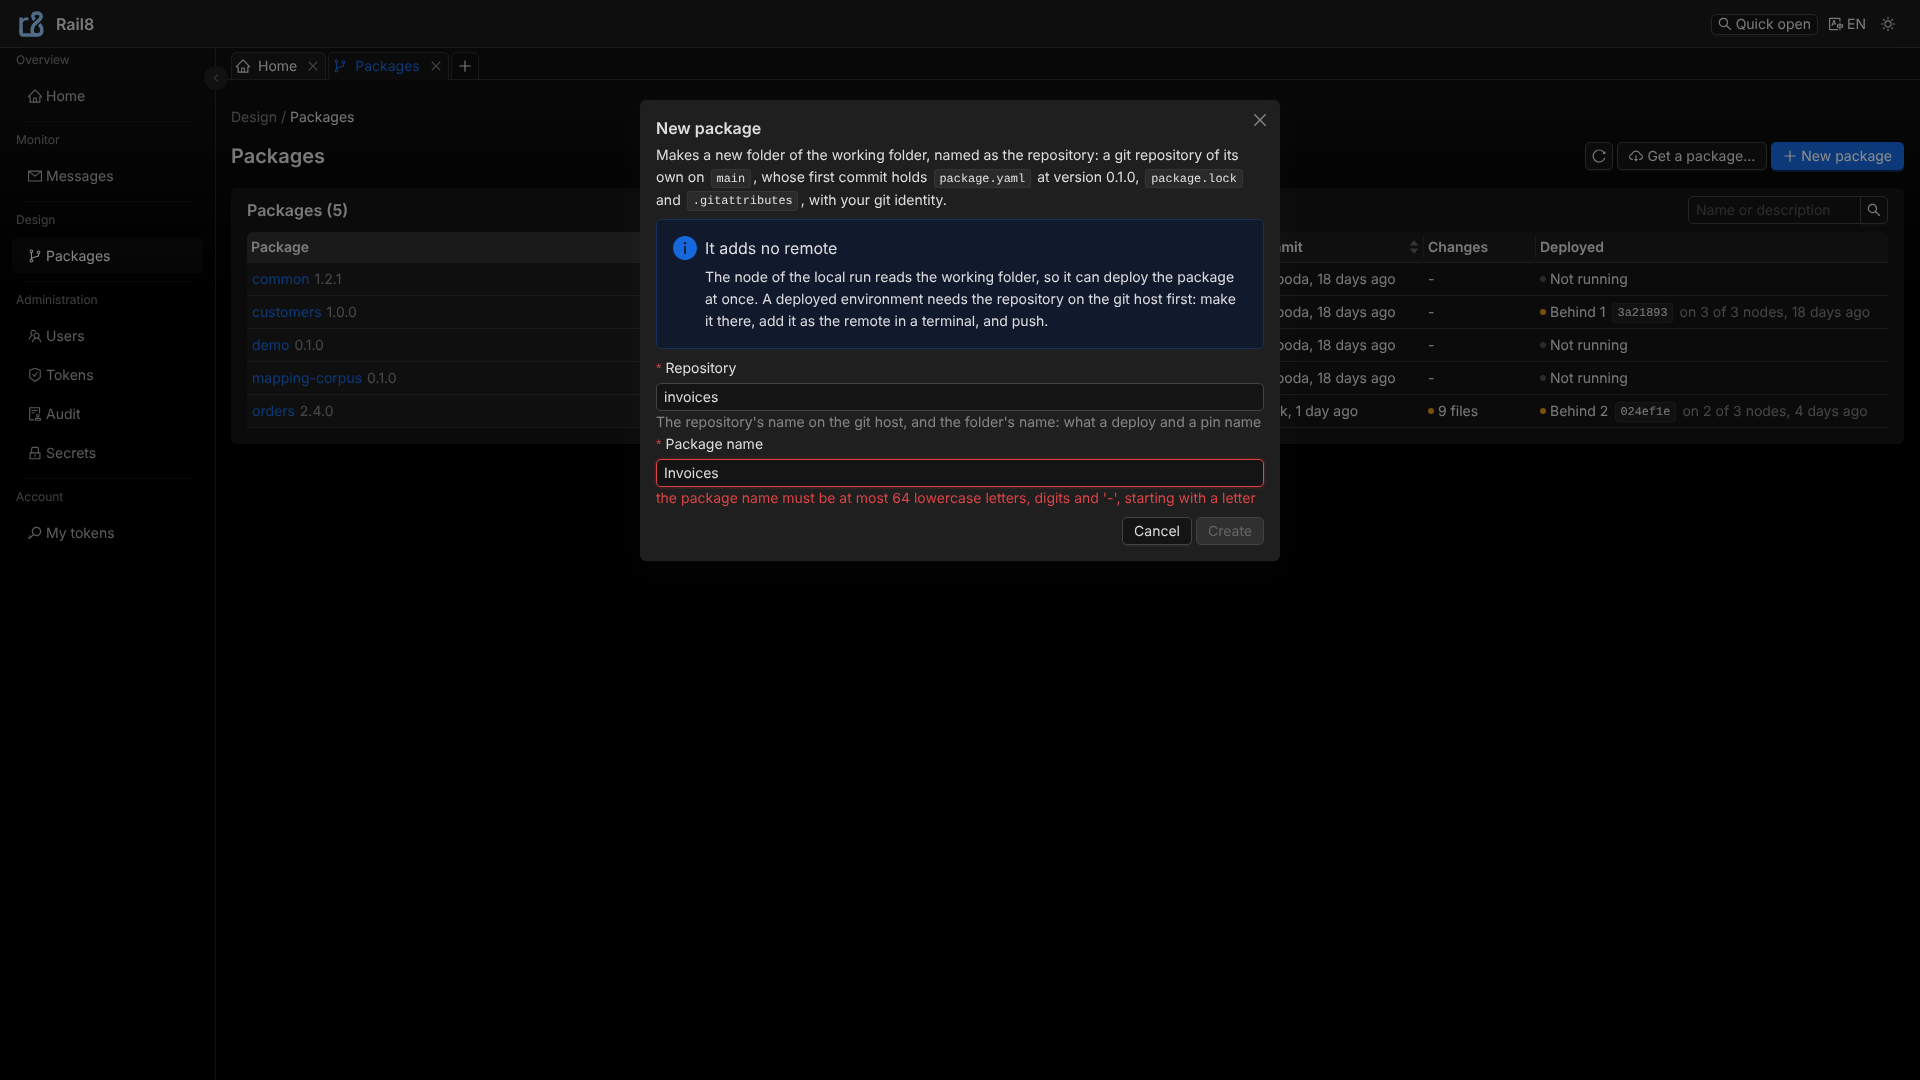 Rail8
Quick open
EN
Overview
Home
Monitor
Messages
Design
Packages
Administration
Users
Tokens
Audit
Secrets
Account
My tokens
Home
Packages
Design / Packages
Packages
Get a package...
New package
Packages (5)
Name or description
Package
mmit
Changes
Deployed
common 1.2.1
oda, 18 days ago
-
Not running
customers 1.0.0
oda, 18 days ago
-
Behind 1 3a21893 on 3 of 3 nodes, 18 days ago
demo 0.1.0
oda, 18 days ago
-
Not running
mapping-corpus 0.1.0
oda, 18 days ago
-
Not running
orders 2.4.0
k, 1 day ago
9 files
Behind 2 024ef1e on 2 of 3 nodes, 4 days ago
New package
Makes a new folder of the working folder, named as the repository: a git repository of its
own on main, whose first commit holds package.yaml at version 0.1.0, package.lock
and .gitattributes, with your git identity.
It adds no remote
The node of the local run reads the working folder, so it can deploy the package
at once. A deployed environment needs the repository on the git host first: make
it there, add it as the remote in a terminal, and push.
* Repository
invoices
The repository's name on the git host, and the folder's name: what a deploy and a pin name
* Package name
Invoices
the package name must be at most 64 lowercase letters, digits and '-', starting with a letter
Cancel
Create